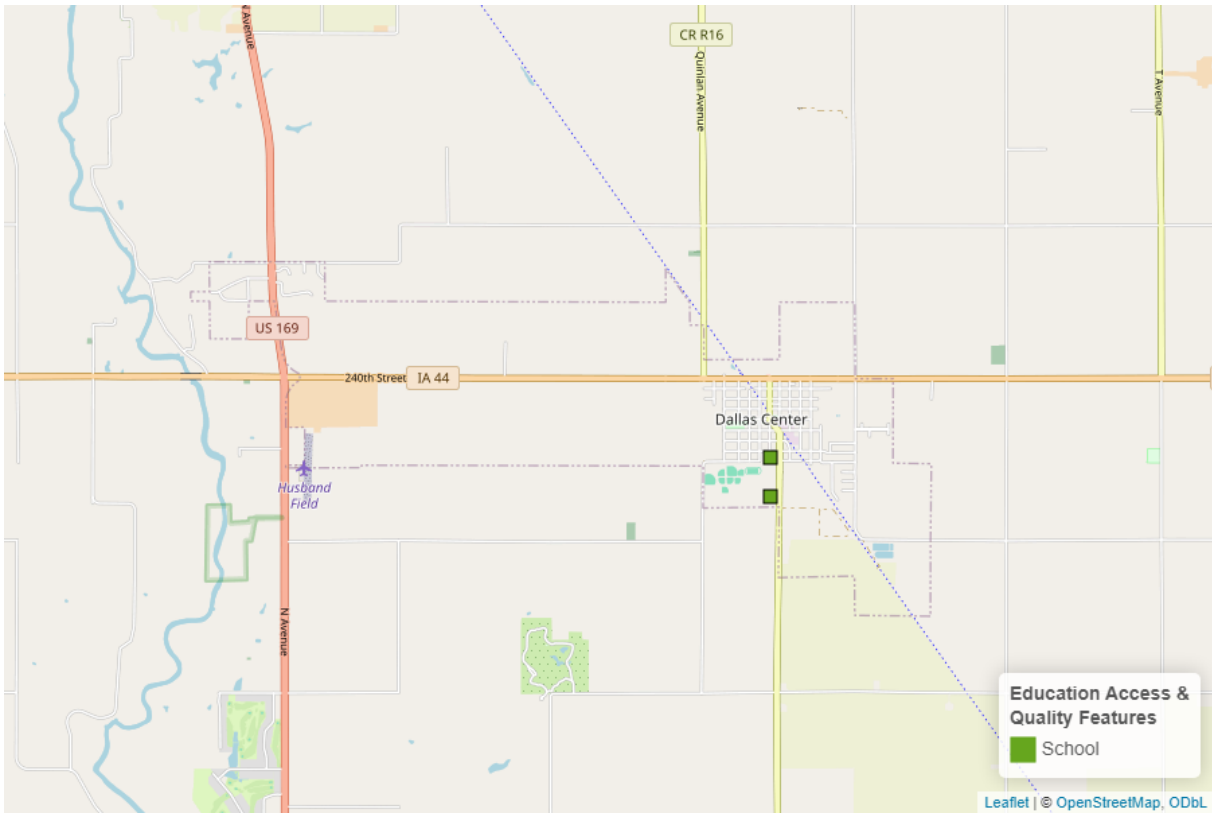 N Avenue
CR R16
Quinlan Avenue
T Avenue
US 169
240th Street
IA 44
Dallas Center
Husband
Field
N Avenue
Education Access &
Quality Features
School
Leaflet | © OpenStreetMap, ODbL